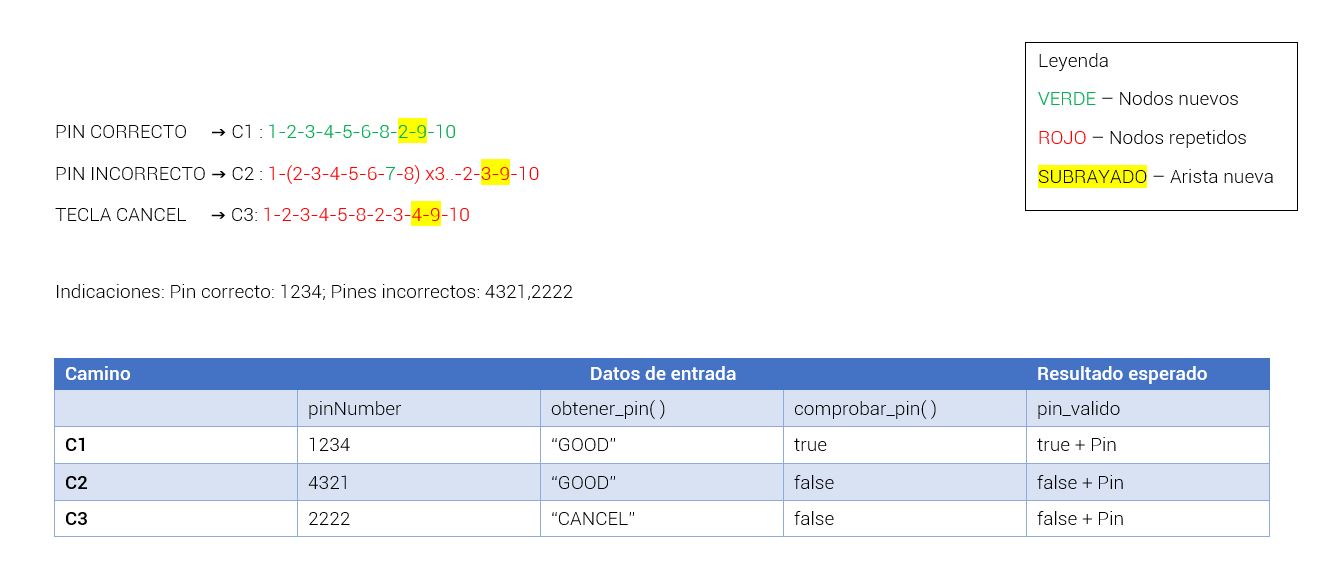 Leyenda
VERDE – Nodos nuevos
ROJO – Nodos repetidos
SUBRAYADO – Arista nueva
PIN CORRECTO → C1 : 1-2-3-4-5-6-8-2-9-10
PIN INCORRECTO → C2 : 1-(2-3-4-5-6-7-8) x3..-2-3-9-10
TECLA CANCEL → C3: 1-2-3-4-5-8-2-3-4-9-10
Indicaciones: Pin correcto: 1234; Pines incorrectos: 4321,2222
Camino Datos de entrada Resultado esperado
pinNumber obtener_pin( ) comprobar_pin( ) pin_valido
C1 1234 “GOOD” true true + Pin
C2 4321 “GOOD” false false + Pin
C3 2222 “CANCEL” false false + Pin